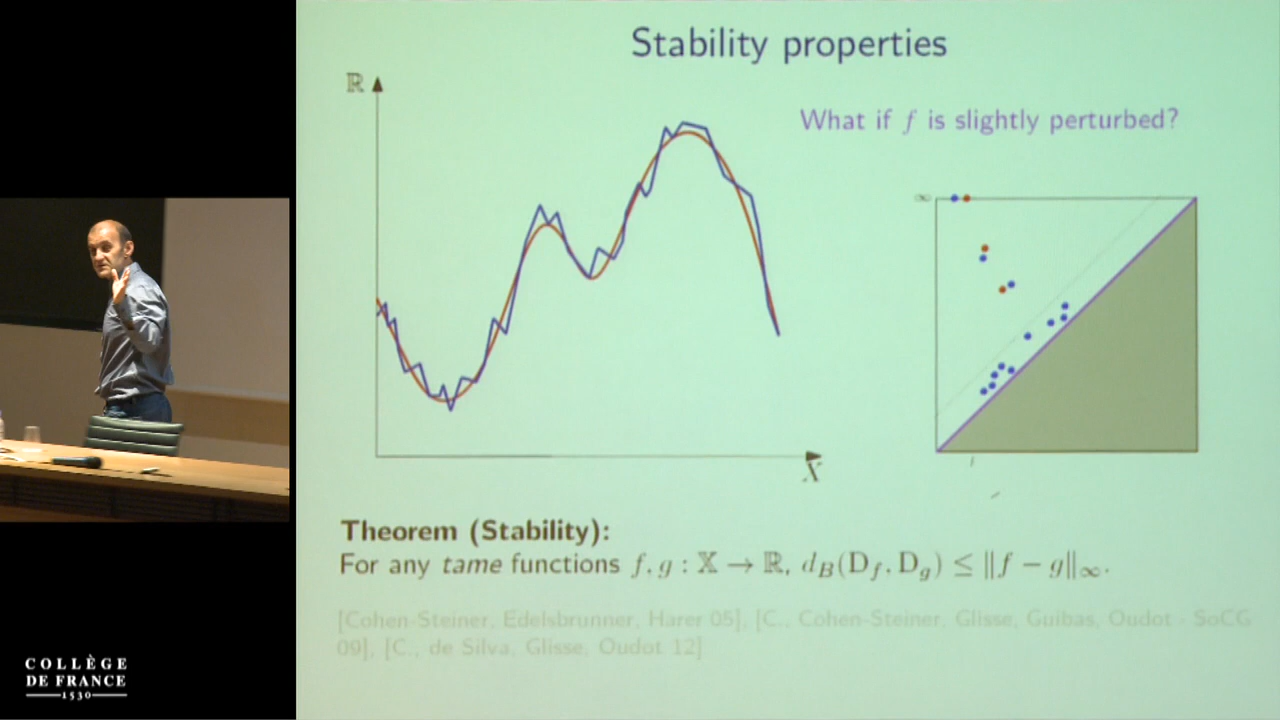 Stability properties
ℝ
What if f is slightly perturbed?
∞
X
Theorem (Stability):
For any tame functions f, g : 𝕏 → ℝ, d_B(D_f, D_g) ≤ ||f − g||_∞.
[Cohen-Steiner, Edelsbrunner, Harer 05], [C., Cohen-Steiner, Glisse, Guibas, Oudot - SoCG
09], [C., de Silva, Glisse, Oudot 12]
COLLÈGE
DE FRANCE
1530